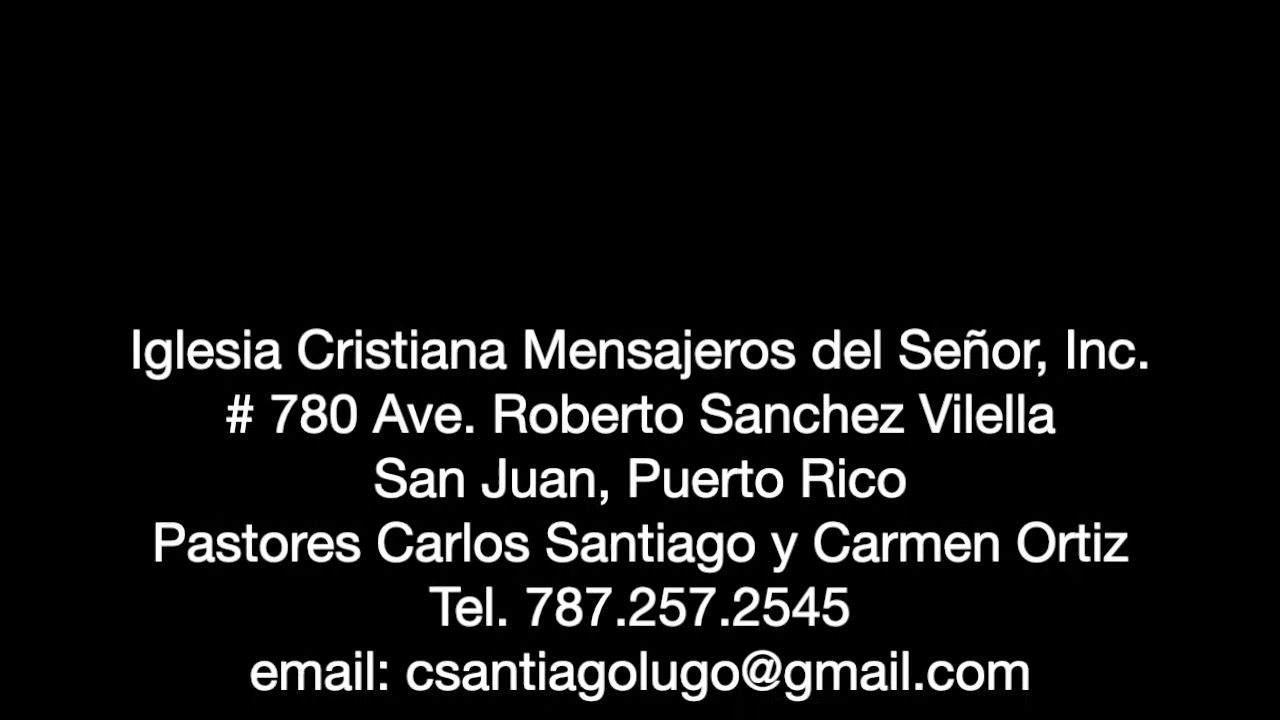 Iglesia Cristiana Mensajeros del Señor, Inc.
# 780 Ave. Roberto Sanchez Vilella
San Juan, Puerto Rico
Pastores Carlos Santiago y Carmen Ortiz
Tel. 787.257.2545
email: csantiagolugo@gmail.com